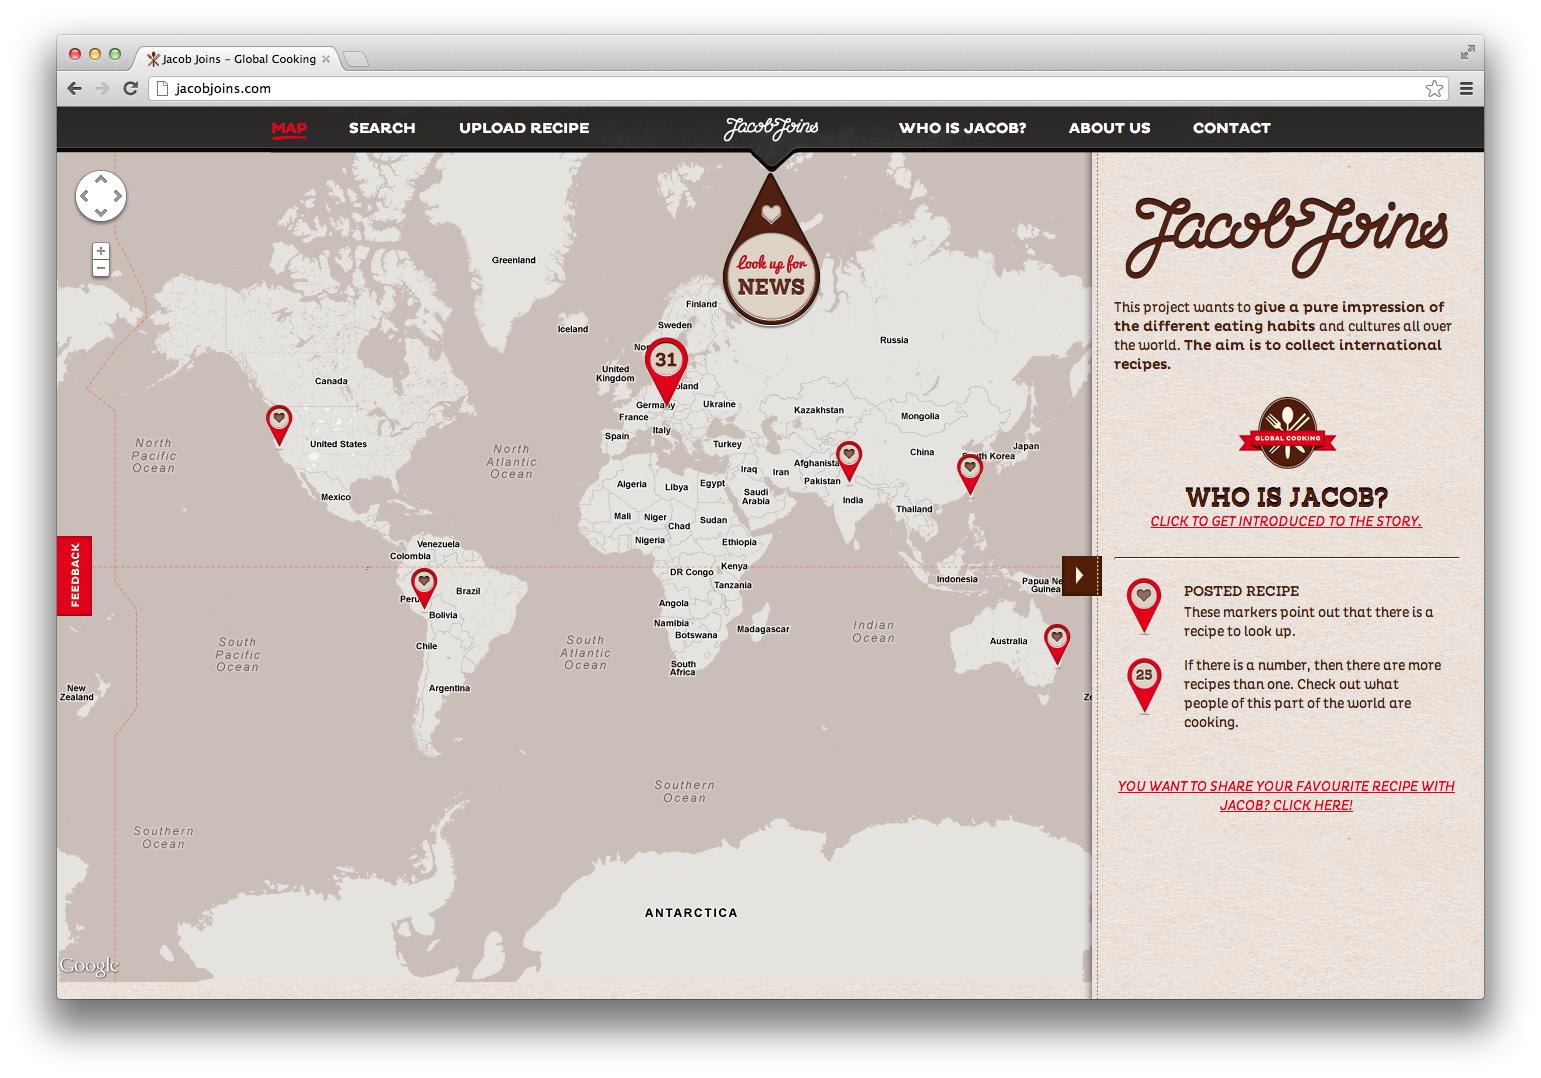 Jacob Joins – Global Cooking
jacobjoins.com
MAP
SEARCH
UPLOAD RECIPE
Jacob Joins
WHO IS JACOB?
ABOUT US
CONTACT
look up for
NEWS
Greenland
Iceland
Finland
Sweden
Nor
Russia
United
Kingdom
31
oland
Germany
Ukraine
France
Spain
Italy
Turkey
Kazakhstan
Mongolia
China
Japan
South Korea
Afghanista
Pakistan
Iraq
Iran
India
Thailand
Canada
United States
Mexico
North
Pacific
Ocean
North
Atlantic
Ocean
Algeria
Libya
Egypt
Saudi
Arabia
Mali
Niger
Chad
Sudan
Nigeria
Ethiopia
DR Congo
Kenya
Tanzania
Angola
Namibia
Botswana
Madagascar
South
Africa
Venezuela
Colombia
Brazil
Peru
Bolivia
Chile
Argentina
Indonesia
Papua Ne
Guinea
Australia
New
Zealand
Ze
South
Pacific
Ocean
South
Atlantic
Ocean
Indian
Ocean
Southern
Ocean
Southern
Ocean
ANTARCTICA
FEEDBACK
Google
Jacob Joins
This project wants to give a pure impression of
the different eating habits and cultures all over
the world. The aim is to collect international
recipes.
GLOBAL COOKING
WHO IS JACOB?
CLICK TO GET INTRODUCED TO THE STORY.
POSTED RECIPE
These markers point out that there is a
recipe to look up.
25
If there is a number, then there are more
recipes than one. Check out what
people of this part of the world are
cooking.
YOU WANT TO SHARE YOUR FAVOURITE RECIPE WITH
JACOB? CLICK HERE!